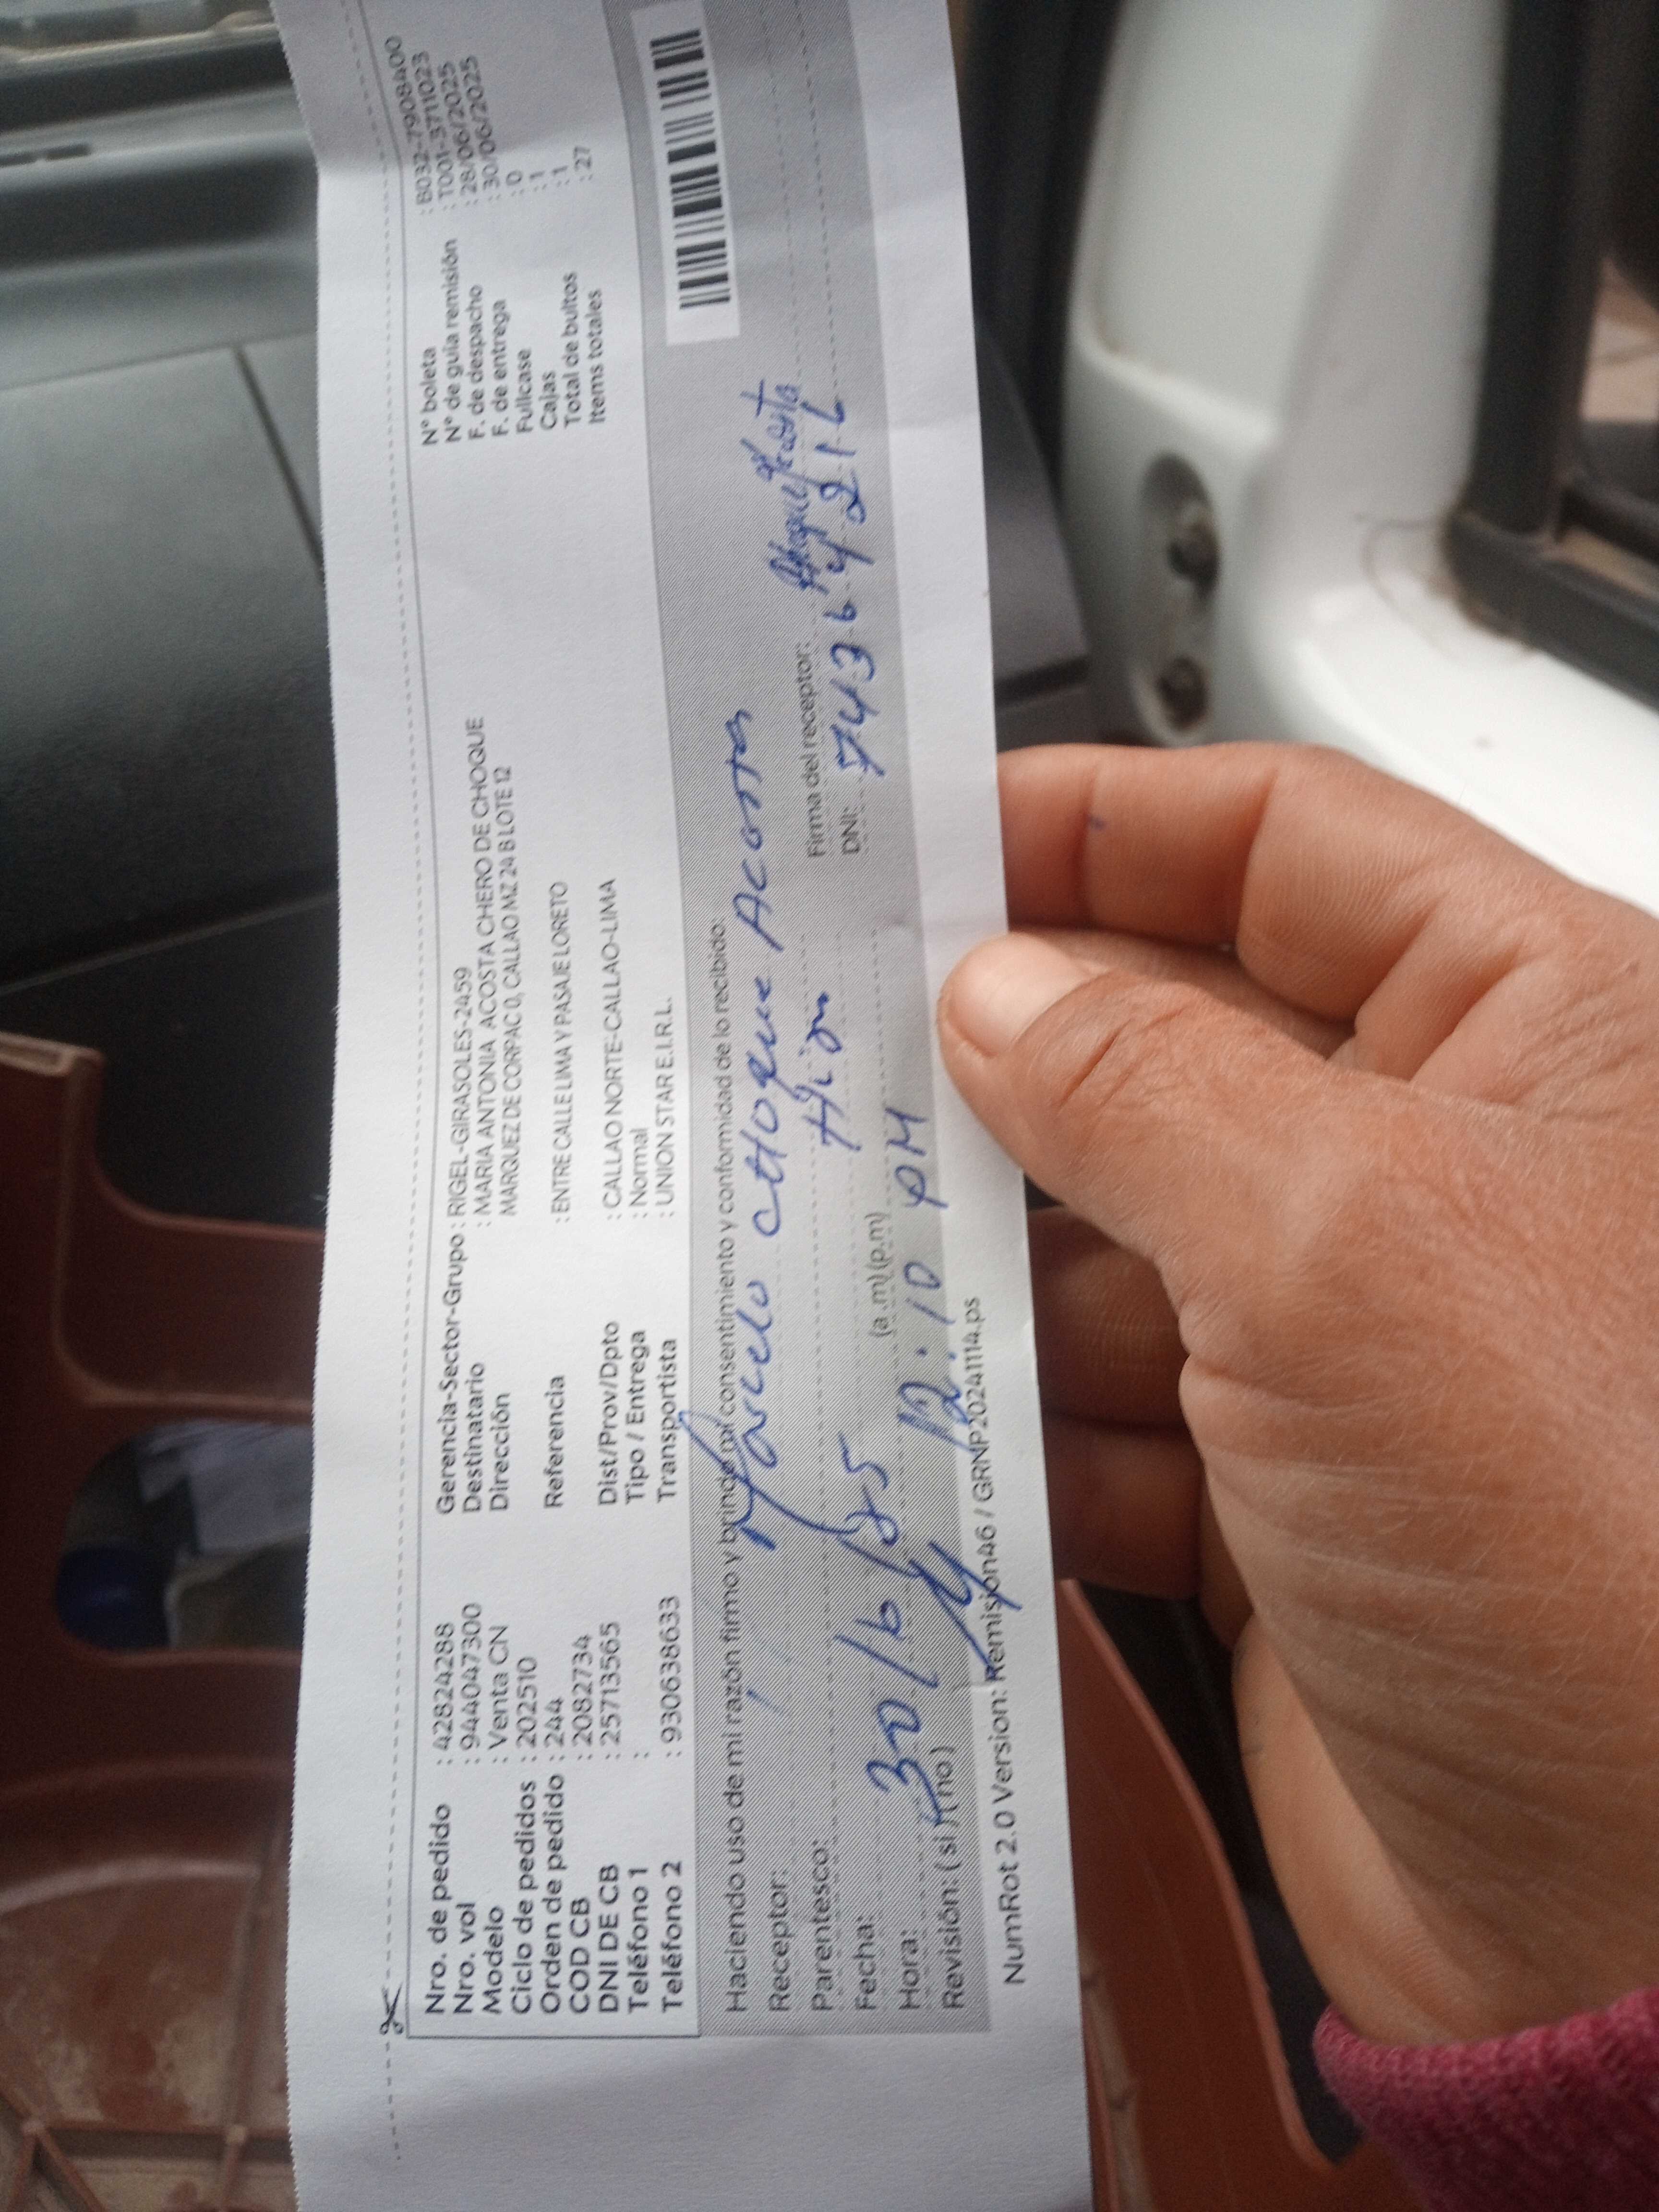 Nro. de pedido : 42824288
Nro. vol : 944047300
Modelo : Venta CN
Ciclo de pedidos : 202510
Orden de pedido : 244
COD CB : 2082734
DNI DE CB : 25713565
Teléfono 1 :
Teléfono 2 : 930638633
Gerencia-Sector-Grupo : RIGEL-GIRASOLES-2459
Destinatario : MARIA ANTONIA ACOSTA CHERO DE CHOQUE
Dirección MARQUEZ DE CORPAC 0, CALLAO MZ 24 B LOTE 12
Referencia : ENTRE CALLE LIMA Y PASAJE LORETO
Dist/Prov/Dpto : CALLAO NORTE-CALLAO-LIMA
Tipo / Entrega : Normal
Transportista : UNION STAR E.I.R.L.
N° boleta : B032-7908400
N° de guía remisión : T001-3711023
F. de despacho : 28/06/2025
F. de entrega : 30/06/2025
Fullcase : 0
Cajas : 1
Total de bultos : 1
Items totales : 27
Haciendo uso de mi razón firmo y brindo mi consentimiento y conformidad de lo recibido:
Receptor: Marcelo CHoque Acosta
Parentesco: Firma del receptor:
Fecha: 30/6/25 DNI: 74364216
Hora: (a.m)(p.m) 12:10 PM
Revisión: (si) (no)
NumRot 2.0 Version: Remision46 / GRNP20241114.ps